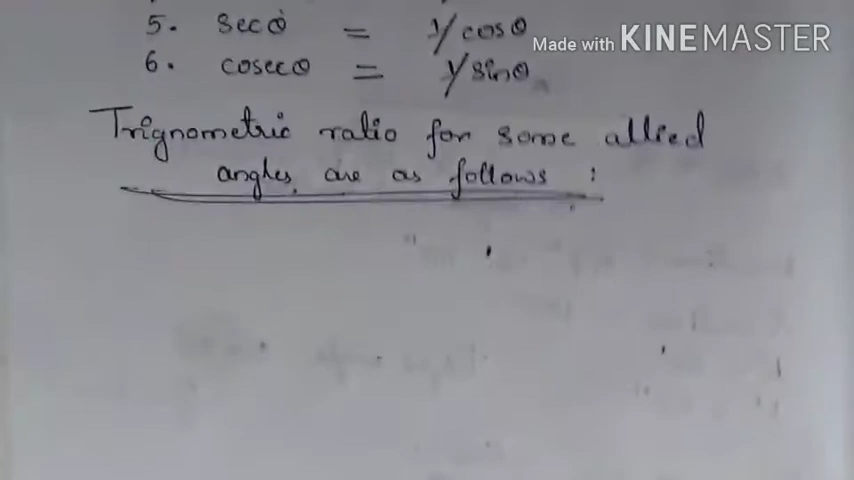 5. secθ = 1/cosθ
6. cosecθ = 1/sinθ
Made with KINEMASTER
Trignometric ratio for some allied
angles are as follows :